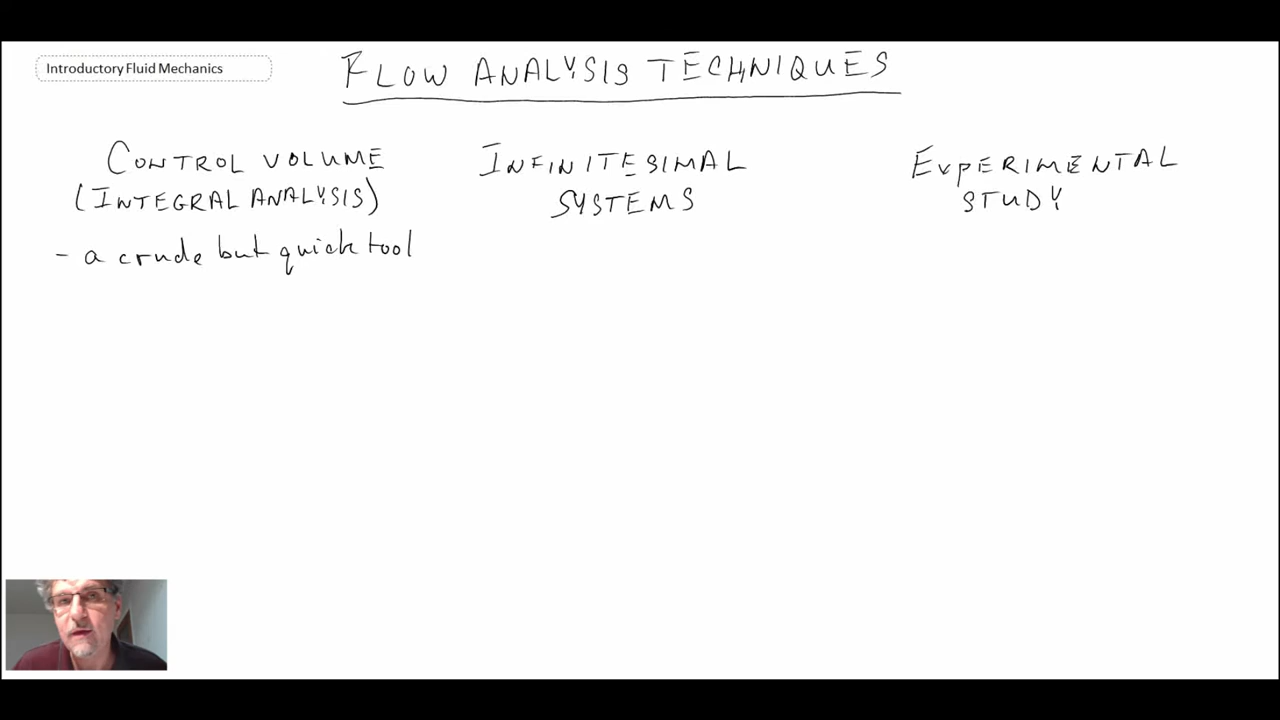 Introductory Fluid Mechanics
FLOW ANALYSIS TECHNIQUES
CONTROL VOLUME
(INTEGRAL ANALYSIS)
- a crude but quick tool
INFINITESIMAL
SYSTEMS
EXPERIMENTAL
STUDY